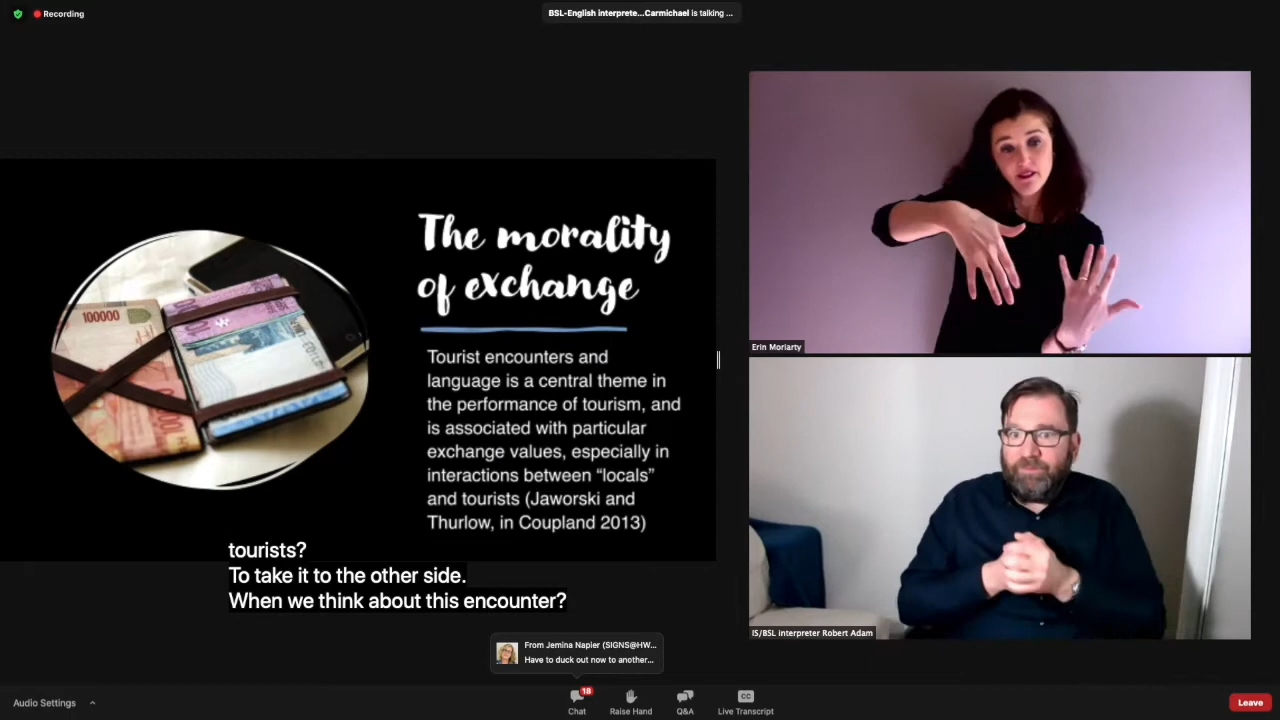 Recording
BSL-English interprete...Carmichael is talking ...
The morality
of exchange
Tourist encounters and
language is a central theme in
the performance of tourism, and
is associated with particular
exchange values, especially in
interactions between “locals”
and tourists (Jaworski and
Thurlow, in Coupland 2013)
100000
tourists?
To take it to the other side.
When we think about this encounter?
Erin Moriarty
IS/BSL interpreter Robert Adam
From Jemina Napier (SIGNS@HW...
Have to duck out now to another...
Audio Settings
18
Chat
Raise Hand
Q&A
CC
Live Transcript
Leave